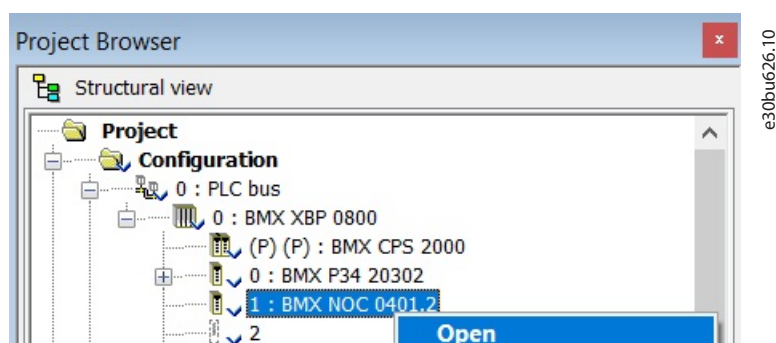 Project Browser
x
e30bu626.10
Structural view
Project
Configuration
0 : PLC bus
0 : BMX XBP 0800
(P) (P) : BMX CPS 2000
0 : BMX P34 20302
1 : BMX NOC 0401.2
2
Open